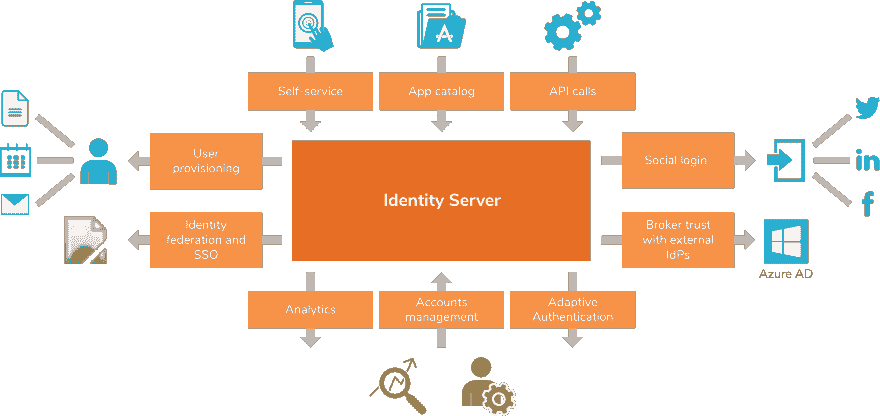 Self-service
App catalog
API calls
User
provisioning
Identity Server
Social login
Identity
federation and
SSO
Broker trust
with external
IdPs
Azure AD
Analytics
Accounts
management
Adaptive
Authentication